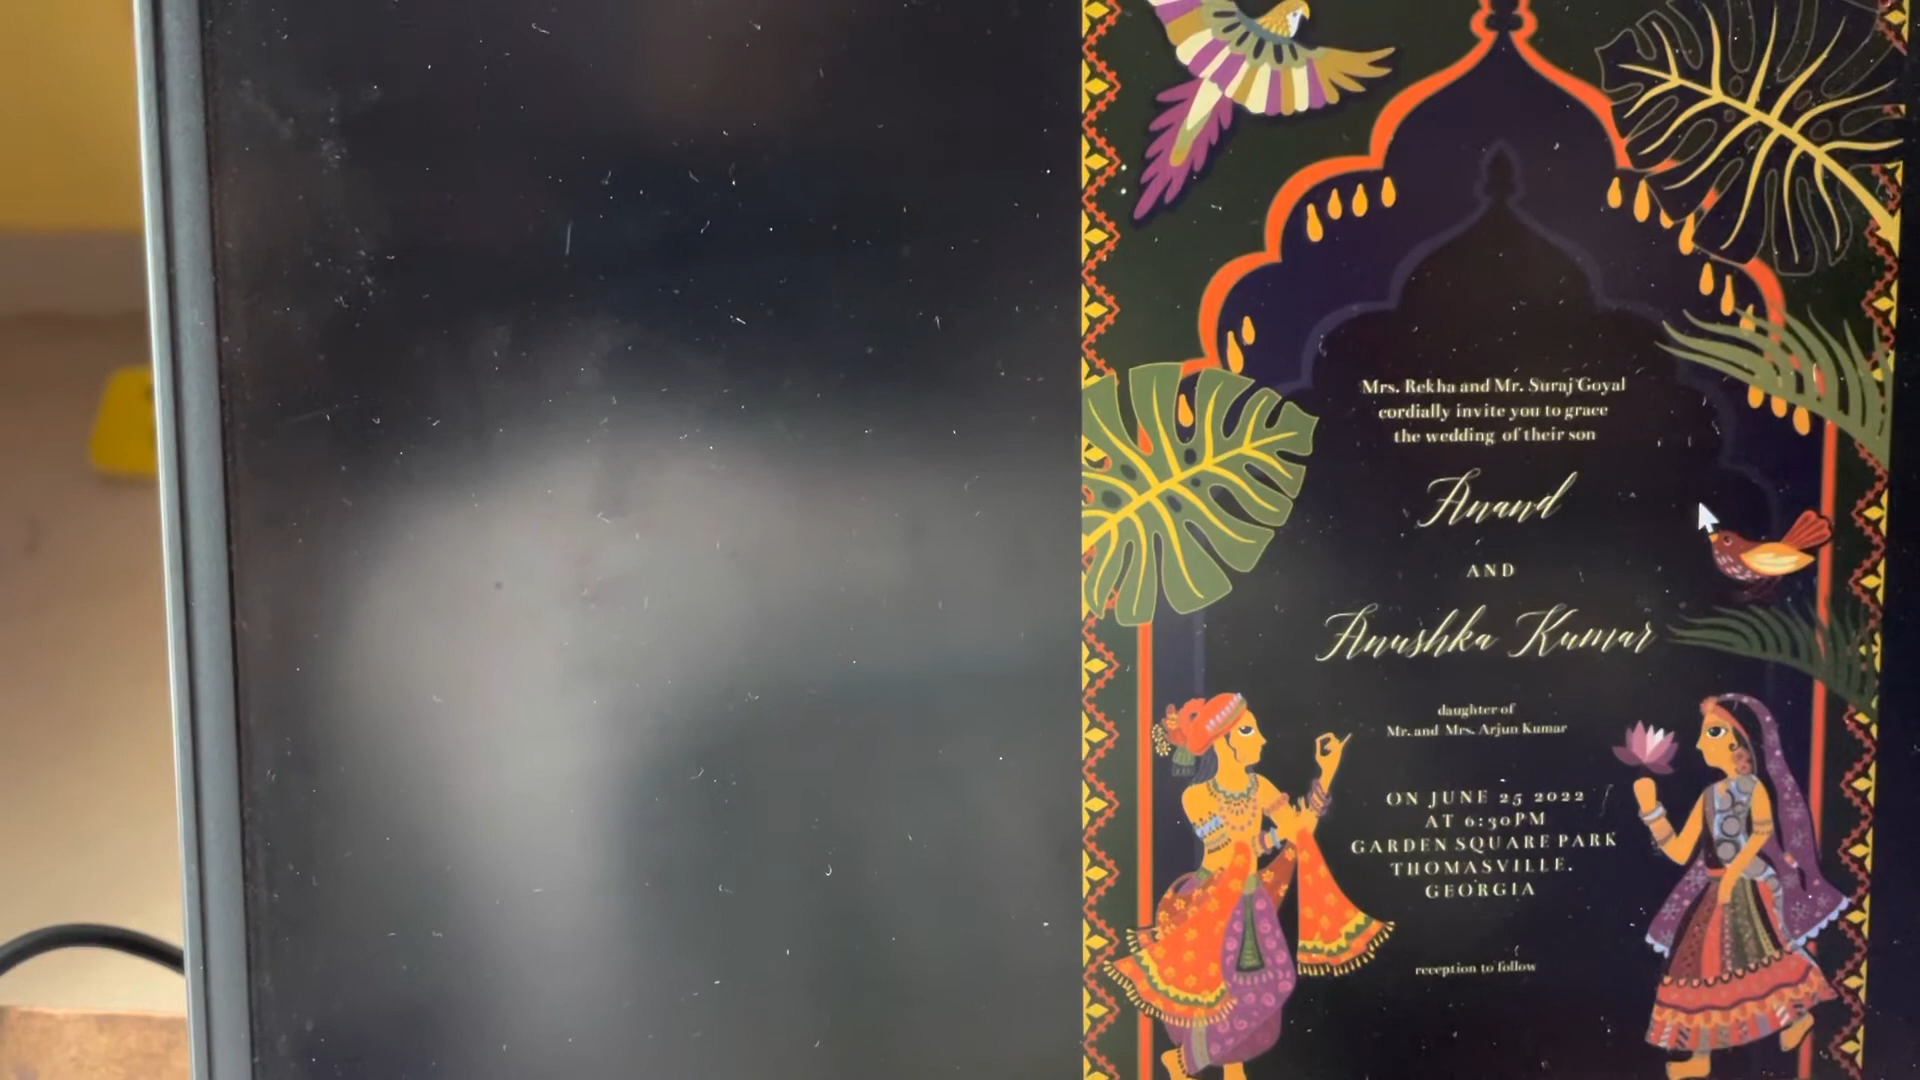 Mrs. Rekha and Mr. Suraj Goyal
cordially invite you to grace
the wedding of their son
Anand
AND
Anushka Kumar
daughter of
Mr. and Mrs. Arjun Kumar
ON JUNE 25 2022
AT 6:30PM
GARDEN SQUARE PARK
THOMASVILLE,
GEORGIA
reception to follow